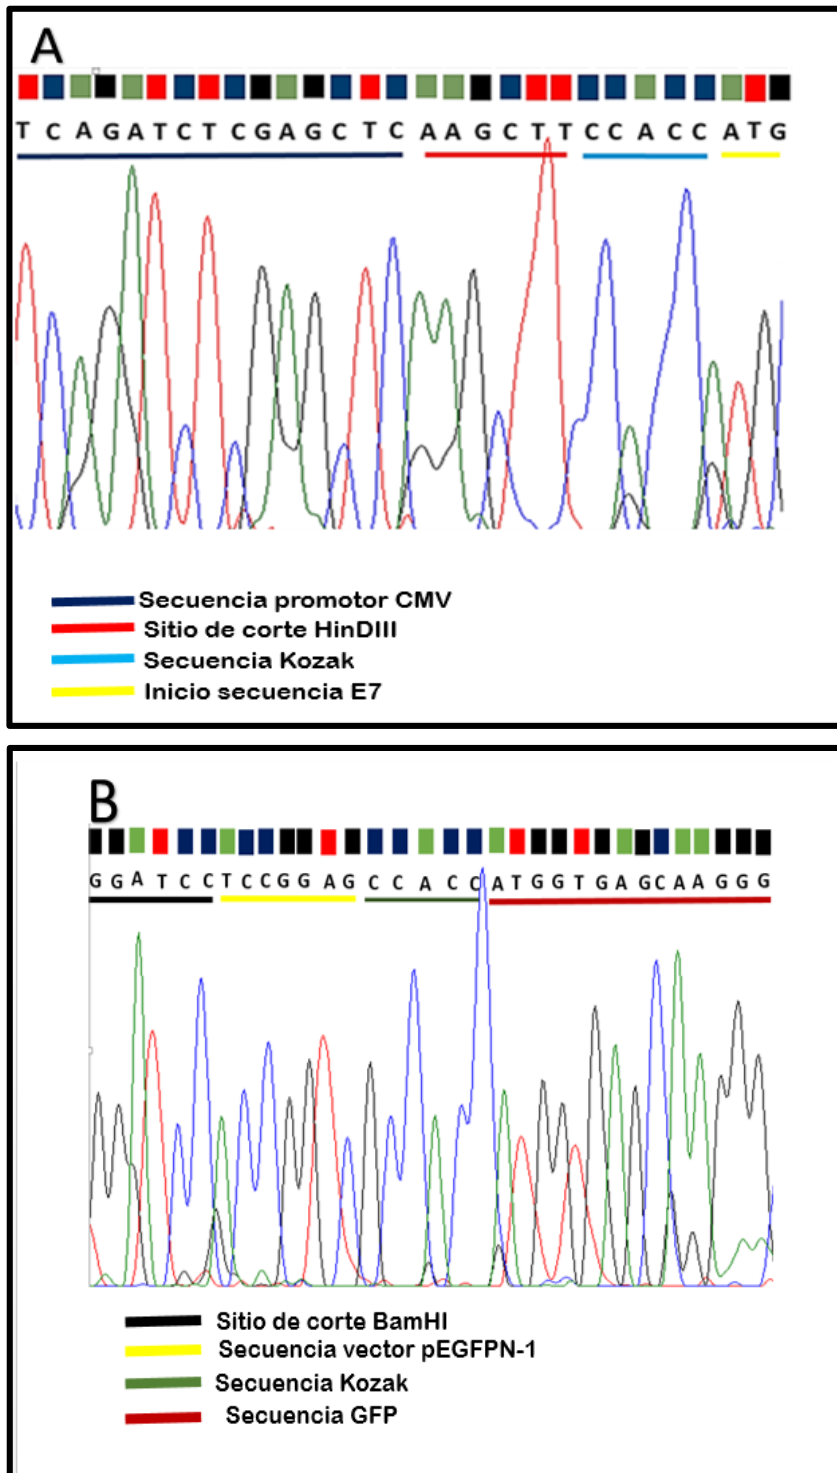 A
T C A G A T C T C G A G C T C A A G C T T C C A C C A T G
Secuencia promotor CMV
Sitio de corte HinDIII
Secuencia Kozak
Inicio secuencia E7
B
G G A T C C T C C G G A G C C A C C A T G G T G A G C A A G G G
Sitio de corte BamHI
Secuencia vector pEGFPN-1
Secuencia Kozak
Secuencia GFP